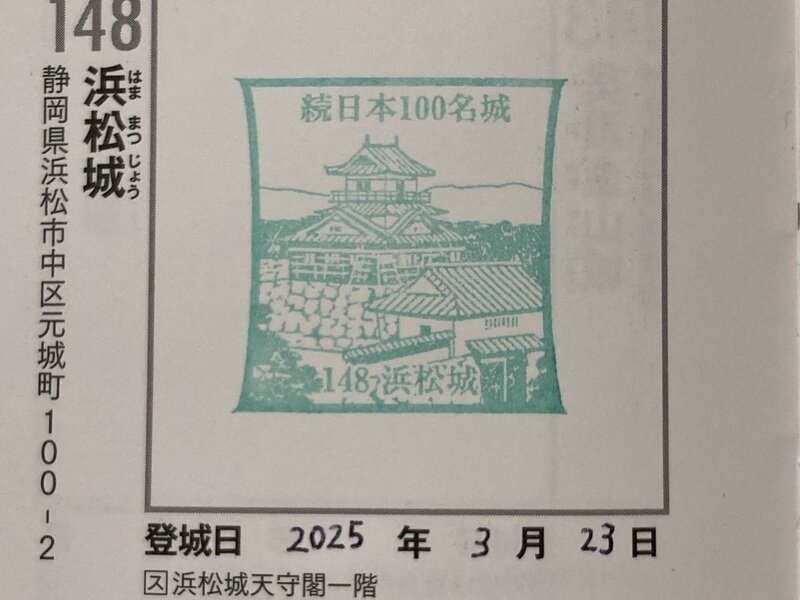 148
浜松城
はま まつ じょう
静岡県浜松市中区元城町100-2
続日本100名城
148 浜松城
登城日 2025 年 3 月 23 日
ス浜松城天守閣一階